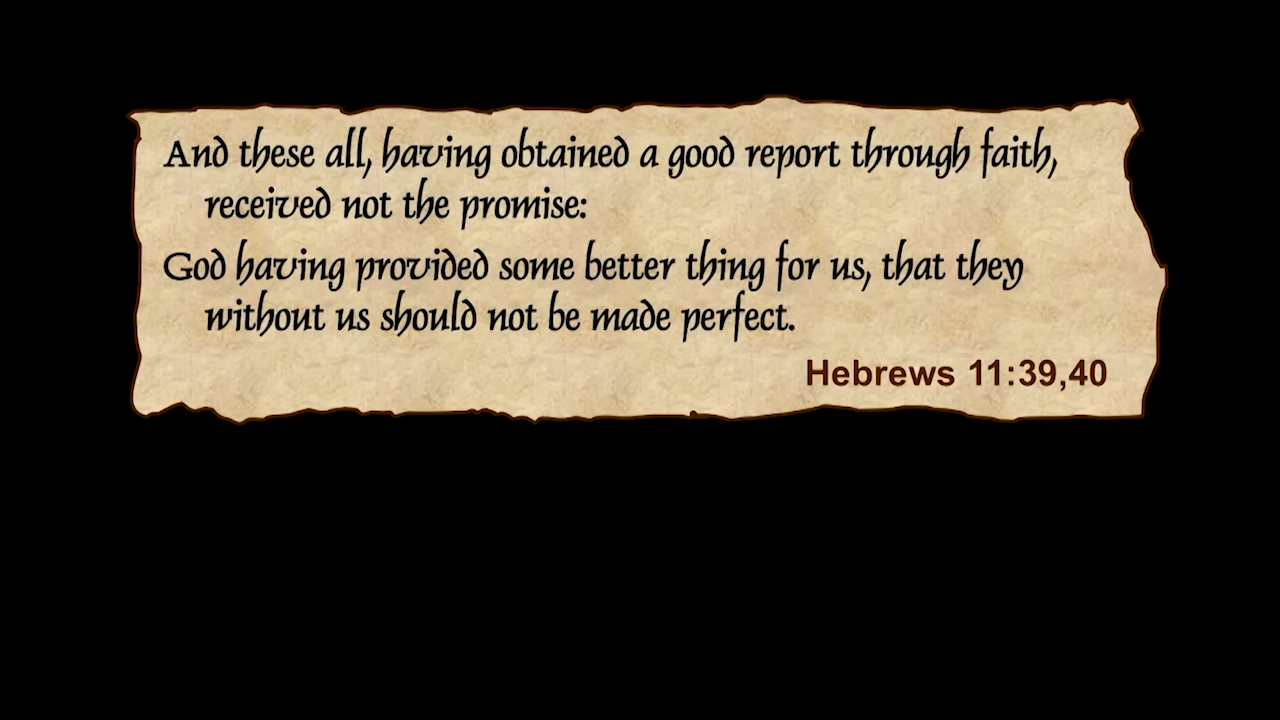 And these all, having obtained a good report through faith,
received not the promise:
God having provided some better thing for us, that they
without us should not be made perfect.
Hebrews 11:39,40